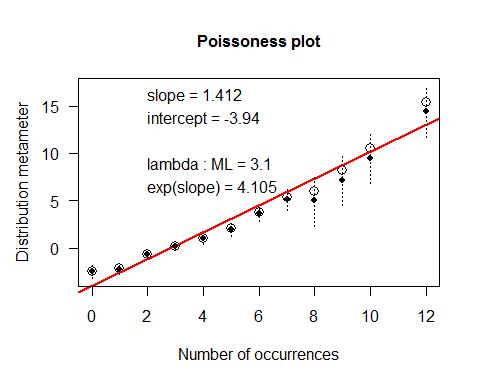 Poissoness plot
slope = 1.412
intercept = -3.94
lambda : ML = 3.1
exp(slope) = 4.105
Distribution metameter
15
10
5
0
0 2 4 6 8 10 12
Number of occurrences